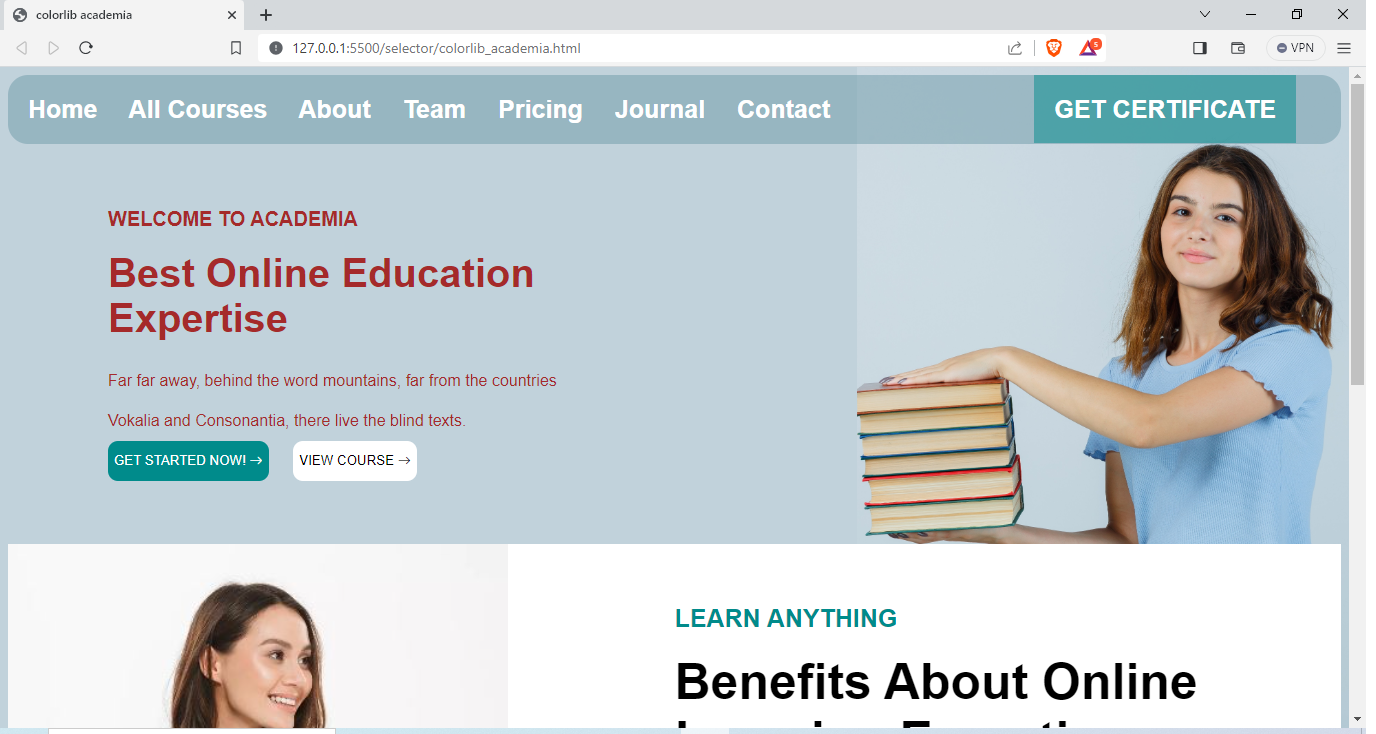 colorlib academia
127.0.0.1:5500/selector/colorlib_academia.html
5
VPN
Home All Courses About Team Pricing Journal Contact GET CERTIFICATE
WELCOME TO ACADEMIA
Best Online Education
Expertise
Far far away, behind the word mountains, far from the countries
Vokalia and Consonantia, there live the blind texts.
GET STARTED NOW! → VIEW COURSE →
LEARN ANYTHING
Benefits About Online